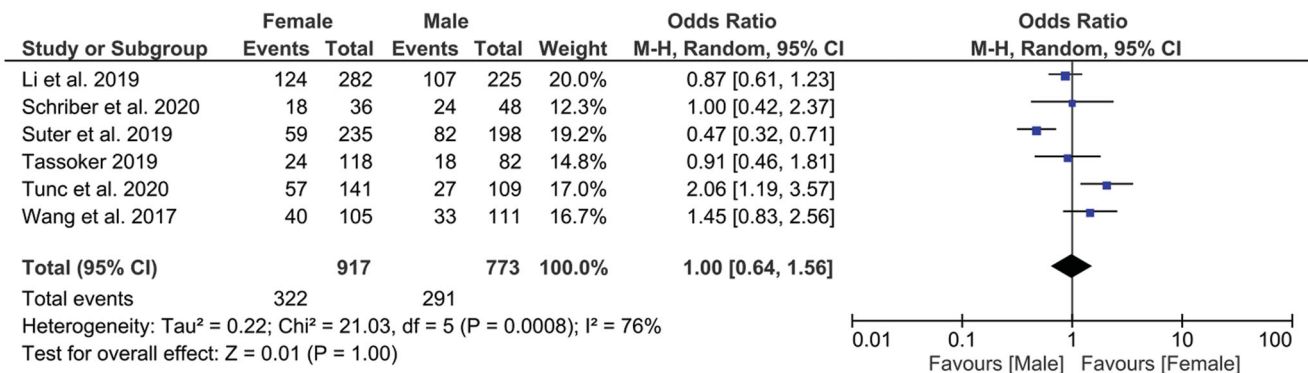 Female Male Odds Ratio Odds Ratio
Study or Subgroup Events Total Events Total Weight M-H, Random, 95% CI M-H, Random, 95% CI
Li et al. 2019 124 282 107 225 20.0% 0.87 [0.61, 1.23]
Schriber et al. 2020 18 36 24 48 12.3% 1.00 [0.42, 2.37]
Suter et al. 2019 59 235 82 198 19.2% 0.47 [0.32, 0.71]
Tassoker 2019 24 118 18 82 14.8% 0.91 [0.46, 1.81]
Tunc et al. 2020 57 141 27 109 17.0% 2.06 [1.19, 3.57]
Wang et al. 2017 40 105 33 111 16.7% 1.45 [0.83, 2.56]
Total (95% CI) 917 773 100.0% 1.00 [0.64, 1.56]
Total events 322 291
Heterogeneity: Tau² = 0.22; Chi² = 21.03, df = 5 (P = 0.0008); I² = 76%
Test for overall effect: Z = 0.01 (P = 1.00)
0.01 0.1 1 10 100
Favours [Male] Favours [Female]